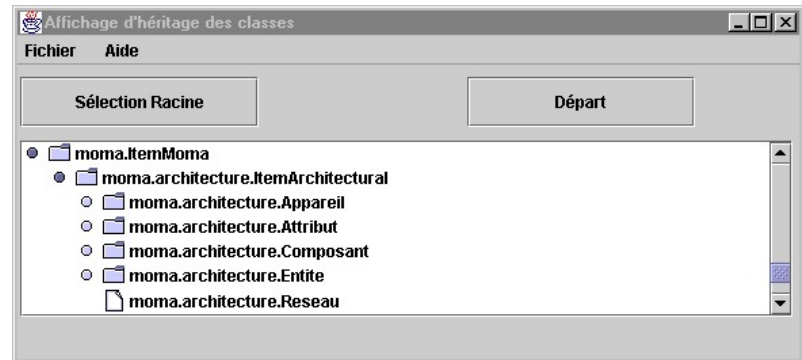 Affichage d'héritage des classes
Fichier Aide
Sélection Racine Départ
moma.ItemMoma
moma.architecture.ItemArchitectural
moma.architecture.Appareil
moma.architecture.Attribut
moma.architecture.Composant
moma.architecture.Entite
moma.architecture.Reseau